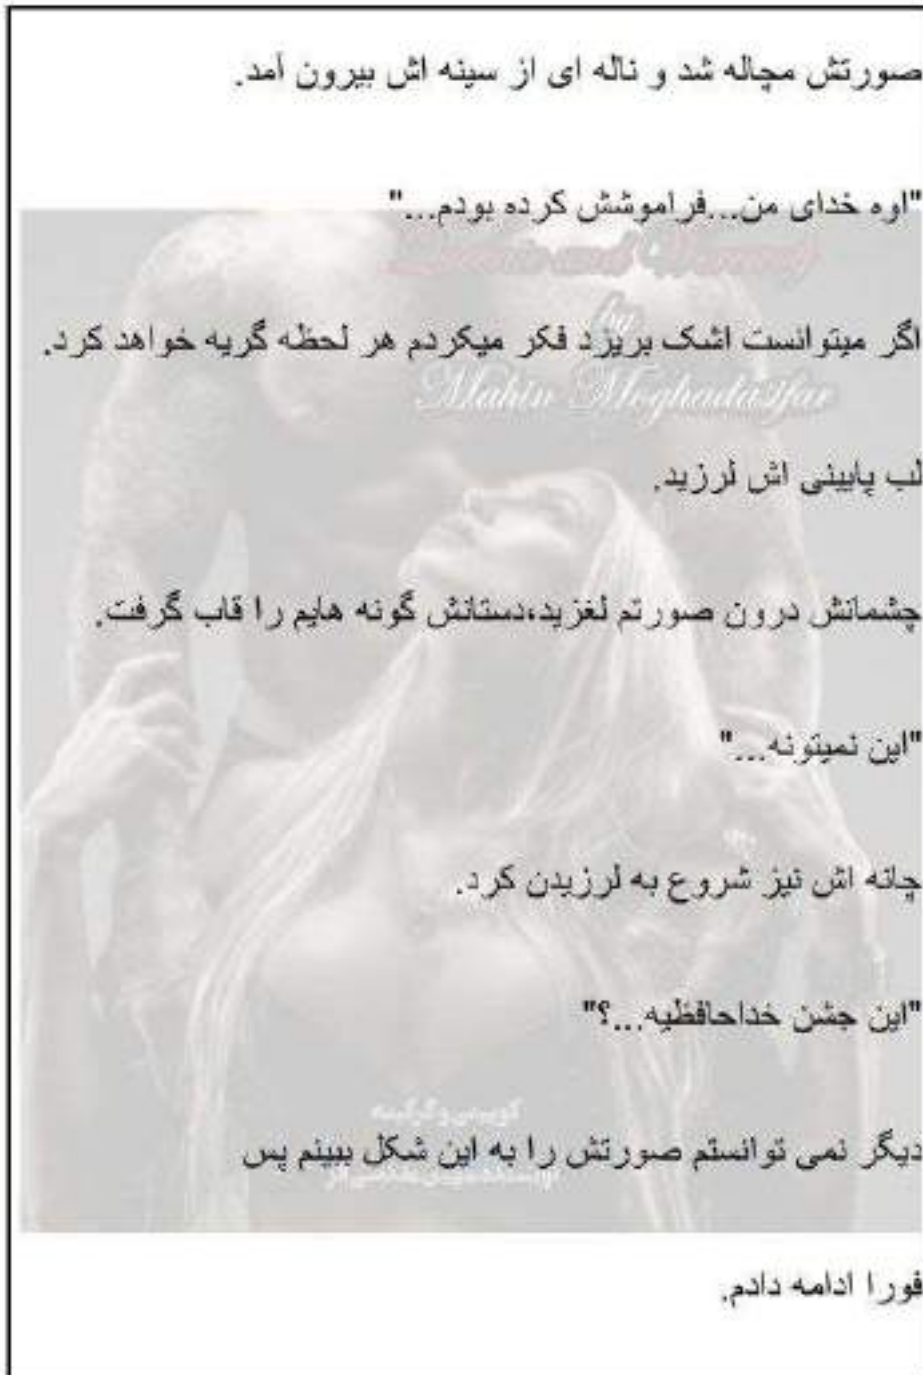 صورتش مچاله شد و ناله ای از سینه اش بیرون آمد.
"اوه خدای من...فراموشش کرده بودم..."
by
اگر میتوانست اشک بریزد فکر میکردم هر لحظه گریه خواهد کرد.
Mahin Moghadasifar
لب پایینی اش لرزید.
چشمانش درون صورتم لغزید،دستانش گونه هایم را قاب گرفت.
"این نمیتونه..."
چانه اش نیز شروع به لرزیدن کرد.
"این جشن خداحافظیه...؟"
دیگر نمی توانستم صورتش را به این شکل ببینم پس
فورا ادامه دادم.